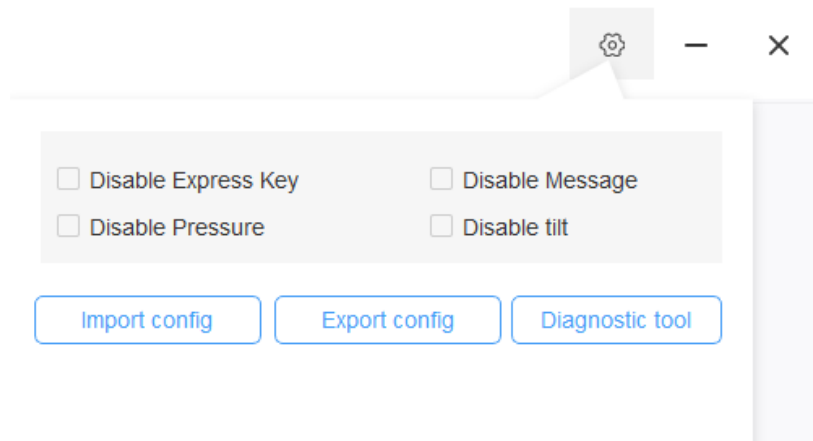 Disable Express Key
Disable Message
Disable Pressure
Disable tilt
Import config
Export config
Diagnostic tool